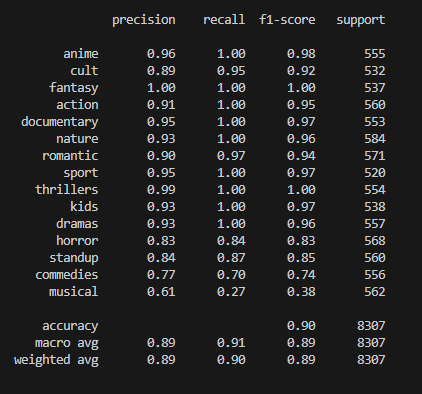 precision recall f1-score support
anime 0.96 1.00 0.98 555
cult 0.89 0.95 0.92 532
fantasy 1.00 1.00 1.00 537
action 0.91 1.00 0.95 560
documentary 0.95 1.00 0.97 553
nature 0.93 1.00 0.96 584
romantic 0.90 0.97 0.94 571
sport 0.95 1.00 0.97 520
thrillers 0.99 1.00 1.00 554
kids 0.93 1.00 0.97 538
dramas 0.93 1.00 0.96 557
horror 0.83 0.84 0.83 568
standup 0.84 0.87 0.85 560
commedies 0.77 0.70 0.74 556
musical 0.61 0.27 0.38 562
accuracy 0.90 8307
macro avg 0.89 0.91 0.89 8307
weighted avg 0.89 0.90 0.89 8307